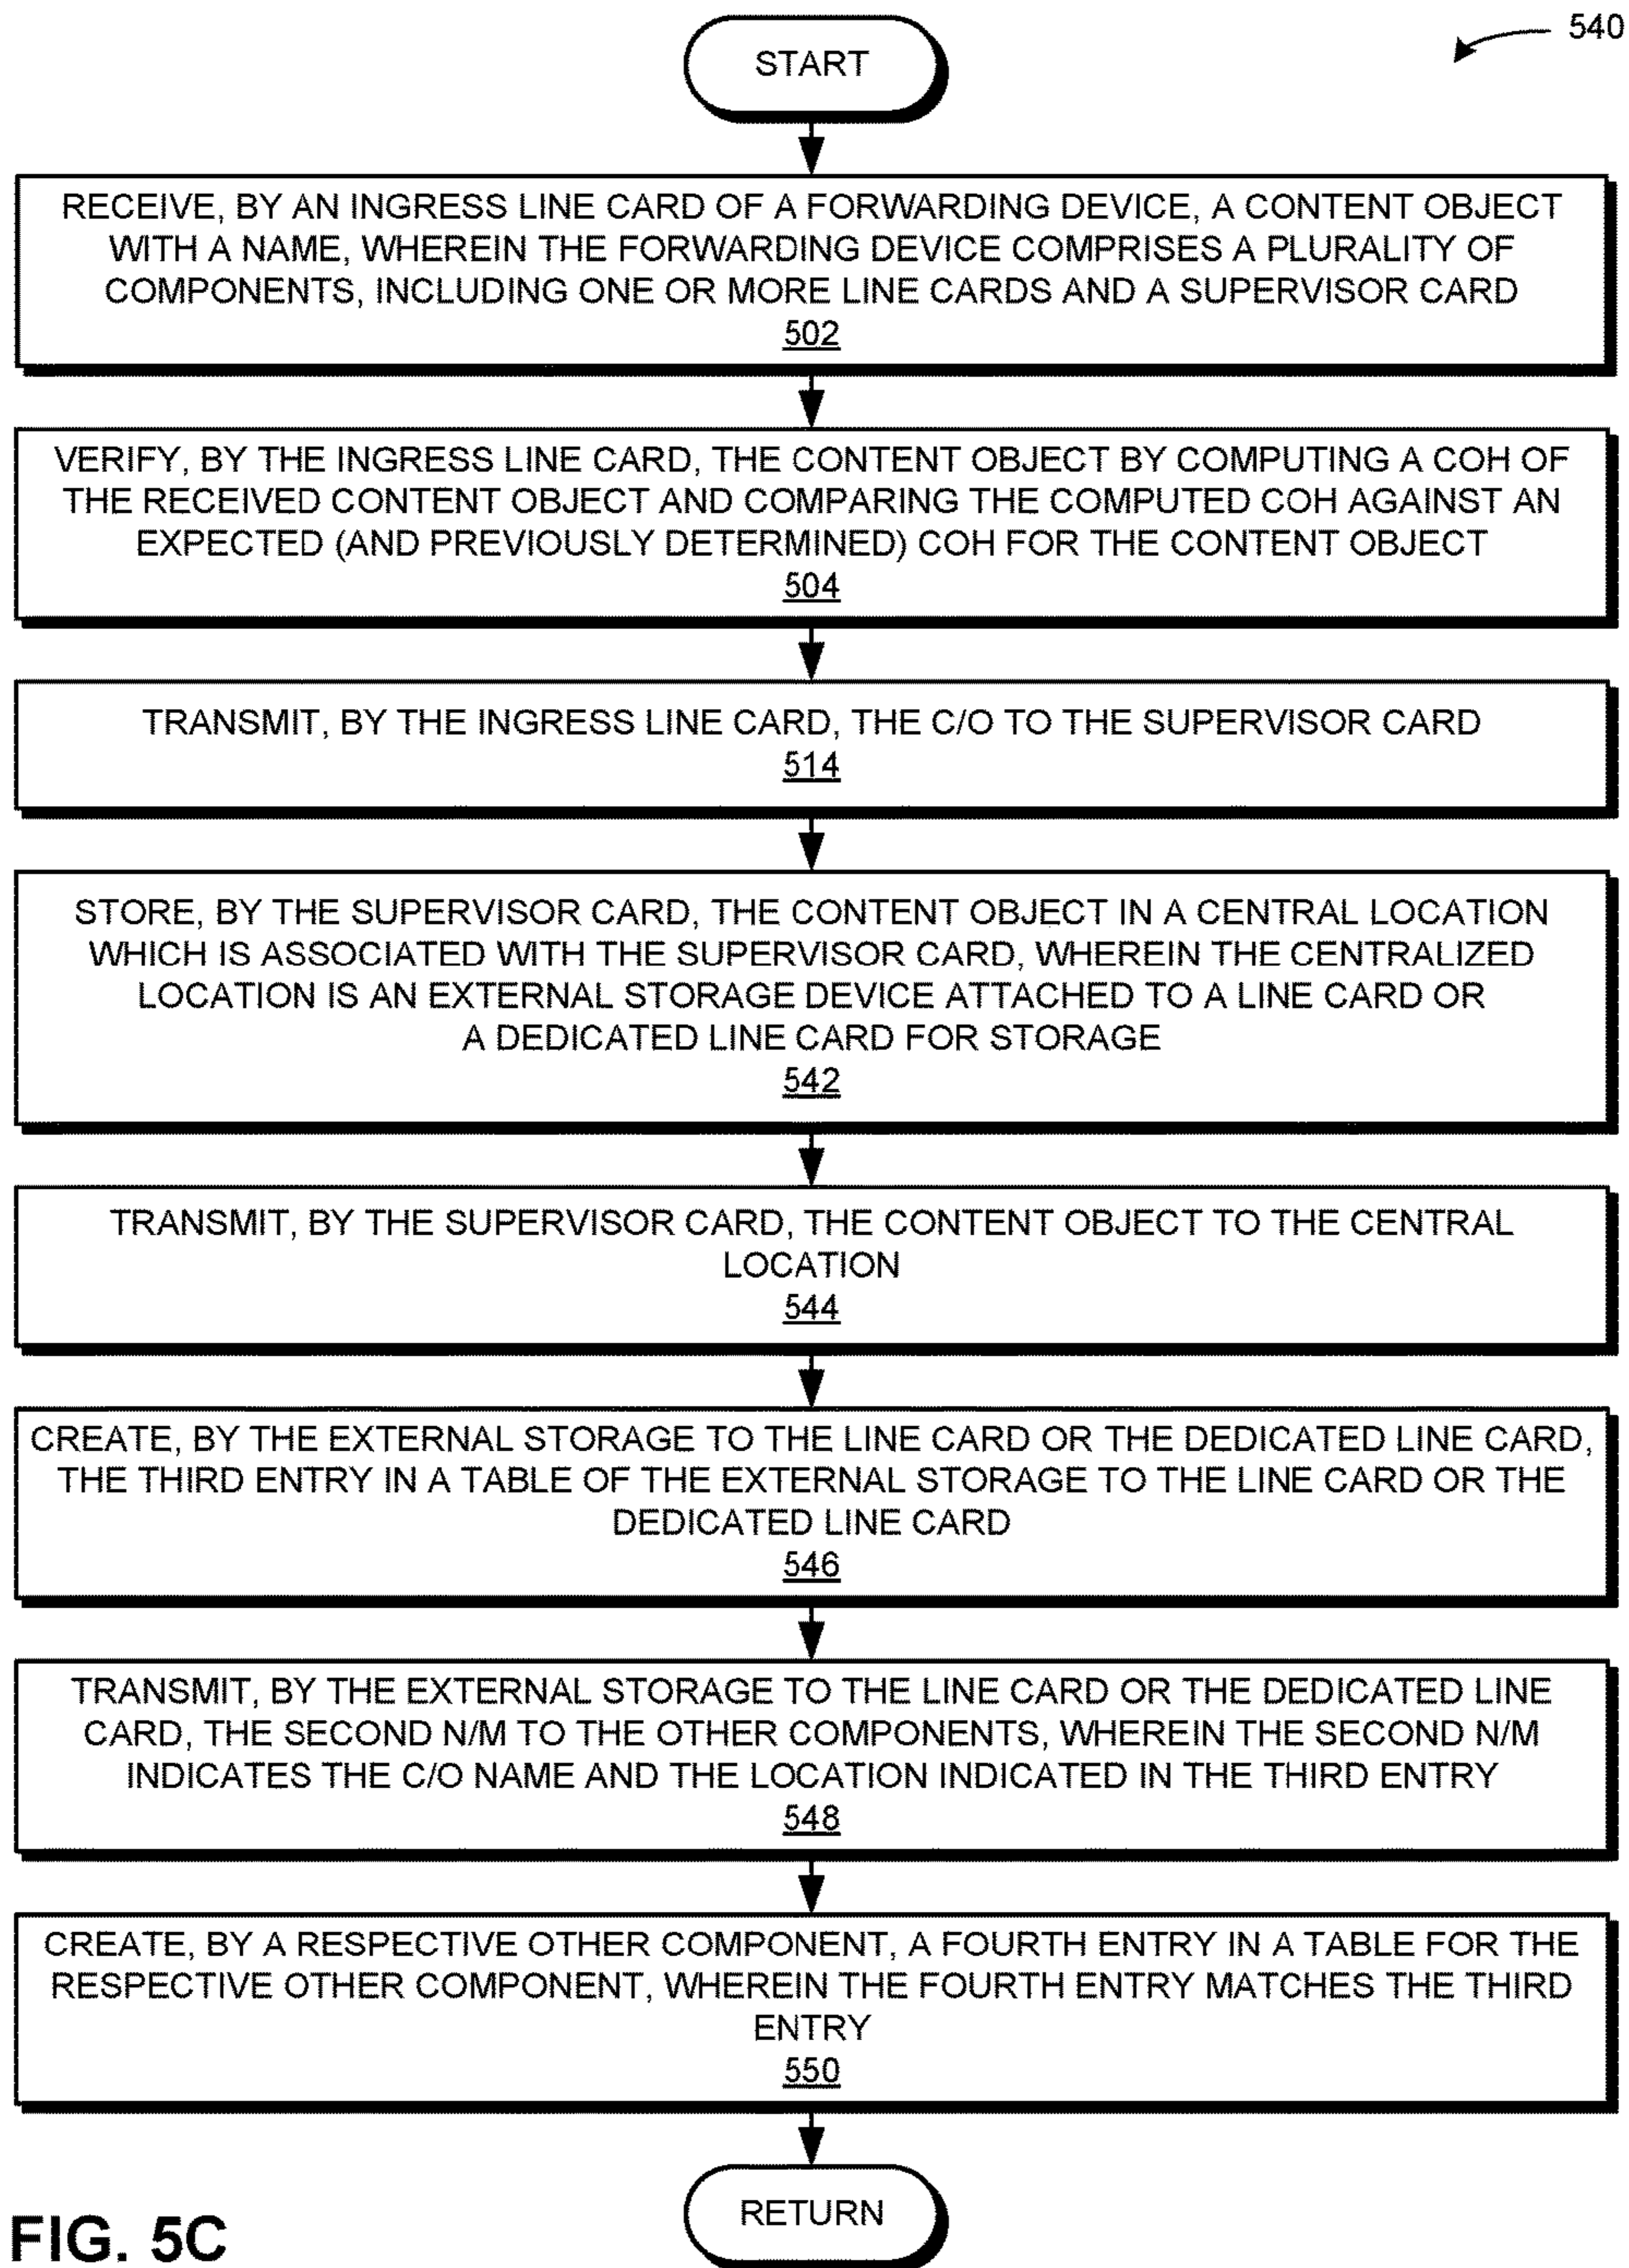 540
START
RECEIVE, BY AN INGRESS LINE CARD OF A FORWARDING DEVICE, A CONTENT OBJECT
WITH A NAME, WHEREIN THE FORWARDING DEVICE COMPRISES A PLURALITY OF
COMPONENTS, INCLUDING ONE OR MORE LINE CARDS AND A SUPERVISOR CARD
502
VERIFY, BY THE INGRESS LINE CARD, THE CONTENT OBJECT BY COMPUTING A COH OF
THE RECEIVED CONTENT OBJECT AND COMPARING THE COMPUTED COH AGAINST AN
EXPECTED (AND PREVIOUSLY DETERMINED) COH FOR THE CONTENT OBJECT
504
TRANSMIT, BY THE INGRESS LINE CARD, THE C/O TO THE SUPERVISOR CARD
514
STORE, BY THE SUPERVISOR CARD, THE CONTENT OBJECT IN A CENTRAL LOCATION
WHICH IS ASSOCIATED WITH THE SUPERVISOR CARD, WHEREIN THE CENTRALIZED
LOCATION IS AN EXTERNAL STORAGE DEVICE ATTACHED TO A LINE CARD OR
A DEDICATED LINE CARD FOR STORAGE
542
TRANSMIT, BY THE SUPERVISOR CARD, THE CONTENT OBJECT TO THE CENTRAL
LOCATION
544
CREATE, BY THE EXTERNAL STORAGE TO THE LINE CARD OR THE DEDICATED LINE CARD,
THE THIRD ENTRY IN A TABLE OF THE EXTERNAL STORAGE TO THE LINE CARD OR THE
DEDICATED LINE CARD
546
TRANSMIT, BY THE EXTERNAL STORAGE TO THE LINE CARD OR THE DEDICATED LINE
CARD, THE SECOND N/M TO THE OTHER COMPONENTS, WHEREIN THE SECOND N/M
INDICATES THE C/O NAME AND THE LOCATION INDICATED IN THE THIRD ENTRY
548
CREATE, BY A RESPECTIVE OTHER COMPONENT, A FOURTH ENTRY IN A TABLE FOR THE
RESPECTIVE OTHER COMPONENT, WHEREIN THE FOURTH ENTRY MATCHES THE THIRD
ENTRY
550
RETURN
FIG. 5C